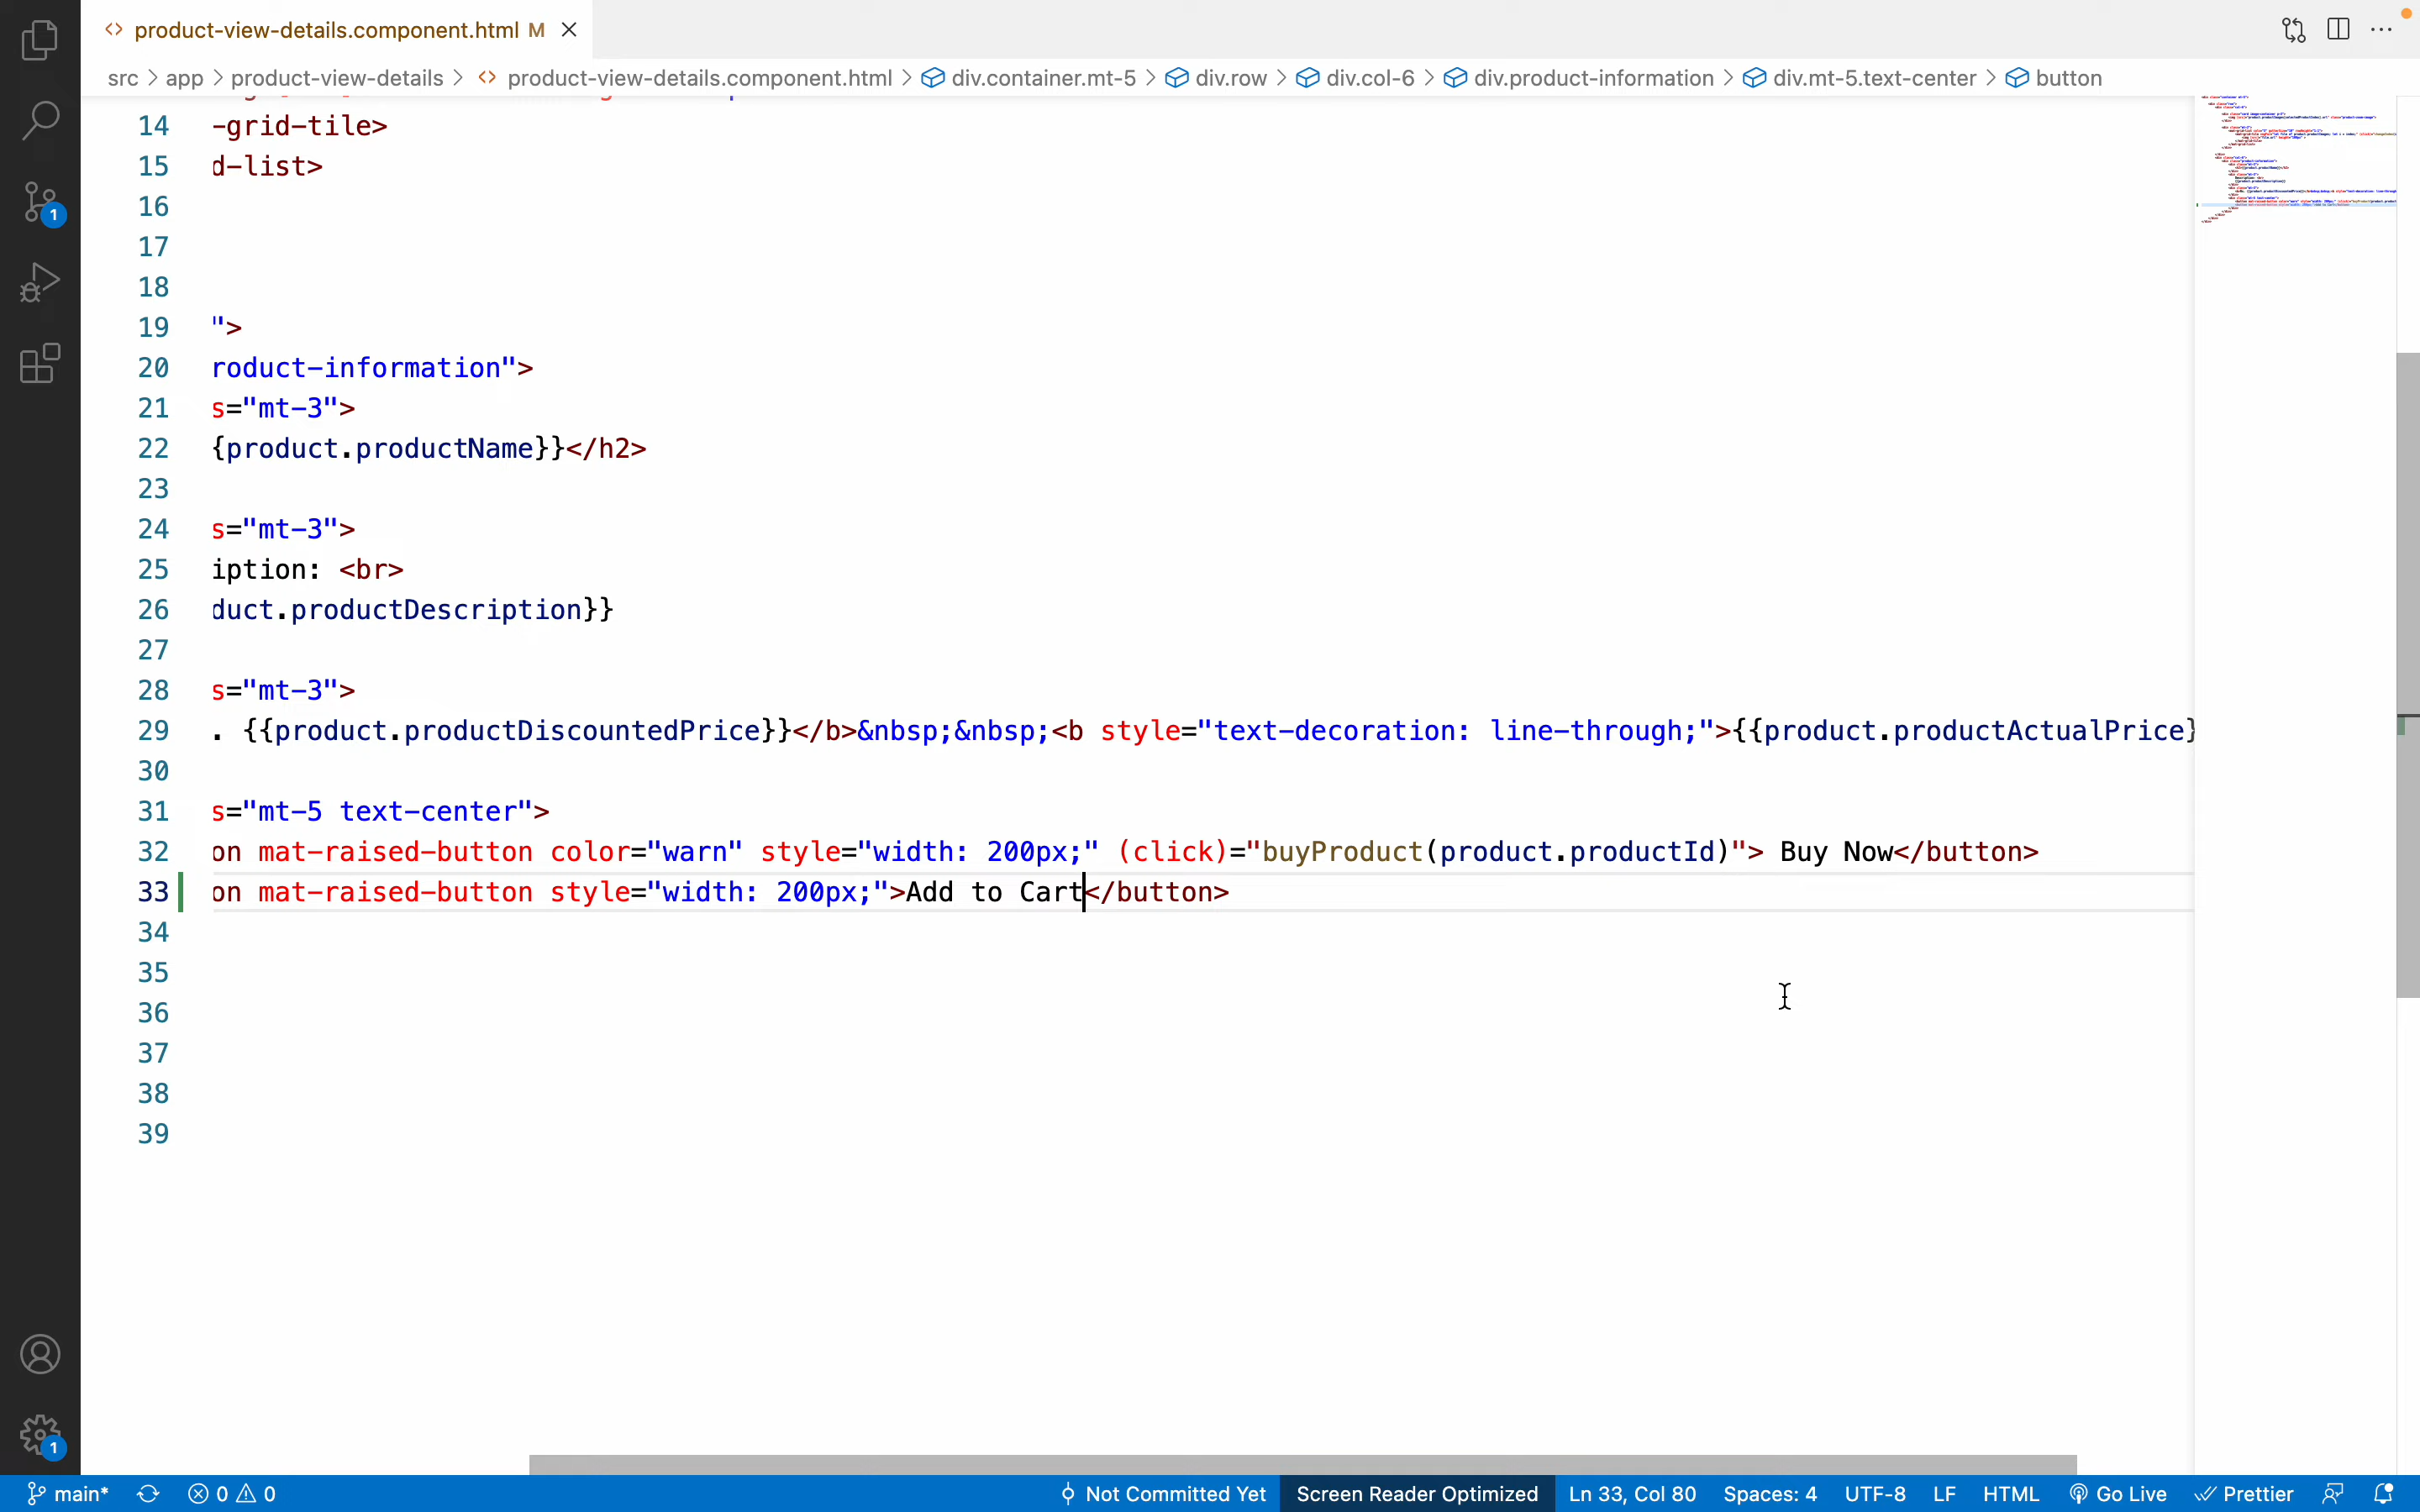 product-view-details.component.html M
src > app > product-view-details > product-view-details.component.html > div.container.mt-5 > div.row > div.col-6 > div.product-information > div.mt-5.text-center > button
14 -grid-tile>
15 d-list>
16
17
18
19 ">
20 roduct-information">
21 s="mt-3">
22 {product.productName}}</h2>
23
24 s="mt-3">
25 iption: <br>
26 duct.productDescription}}
27
28 s="mt-3">
29 . {{product.productDiscountedPrice}}</b>&nbsp;&nbsp;<b style="text-decoration: line-through;">{{product.productActualPrice}
30
31 s="mt-5 text-center">
32 on mat-raised-button color="warn" style="width: 200px;" (click)="buyProduct(product.productId)"> Buy Now</button>
33 on mat-raised-button style="width: 200px;">Add to Cart</button>
34
35
36
37
38
39
1
1
main* 0 0 Not Committed Yet Screen Reader Optimized Ln 33, Col 80 Spaces: 4 UTF-8 LF HTML Go Live Prettier